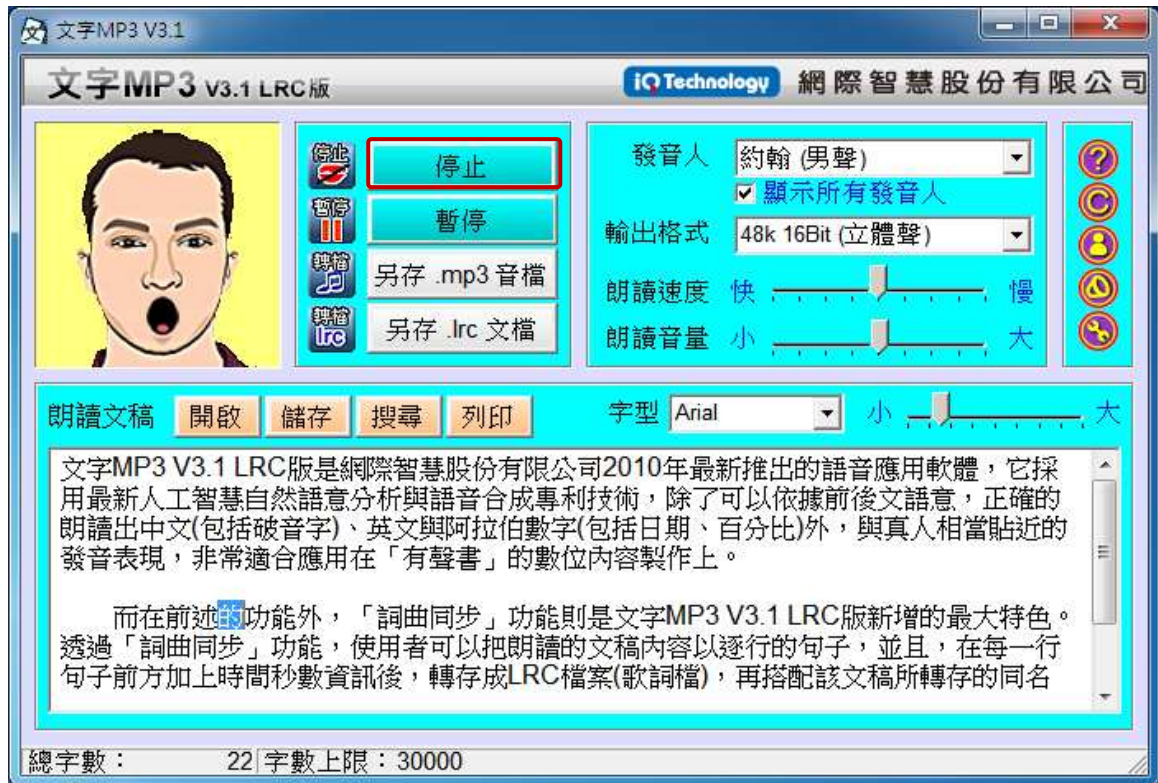 文字MP3 V3.1
文字MP3 V3.1 LRC版
iQ Technology 網際智慧股份有限公司
停止 停止
暫停 暫停
轉檔 另存 .mp3 音檔
轉檔 lrc 另存 .lrc 文檔
發音人 約翰 (男聲)
顯示所有發音人
輸出格式 48k 16Bit (立體聲)
朗讀速度 快 慢
朗讀音量 小 大
朗讀文稿 開啟 儲存 搜尋 列印 字型 Arial 小 大
文字MP3 V3.1 LRC版是網際智慧股份有限公司2010年最新推出的語音應用軟體，它採
用最新人工智慧自然語意分析與語音合成專利技術，除了可以依據前後文語意，正確的
朗讀出中文(包括破音字)、英文與阿拉伯數字(包括日期、百分比)外，與真人相當貼近的
發音表現，非常適合應用在「有聲書」的數位內容製作上。
而在前述的功能外，「詞曲同步」功能則是文字MP3 V3.1 LRC版新增的最大特色。
透過「詞曲同步」功能，使用者可以把朗讀的文稿內容以逐行的句子，並且，在每一行
句子前方加上時間秒數資訊後，轉存成LRC檔案(歌詞檔)，再搭配該文稿所轉存的同名
總字數： 22 字數上限：30000